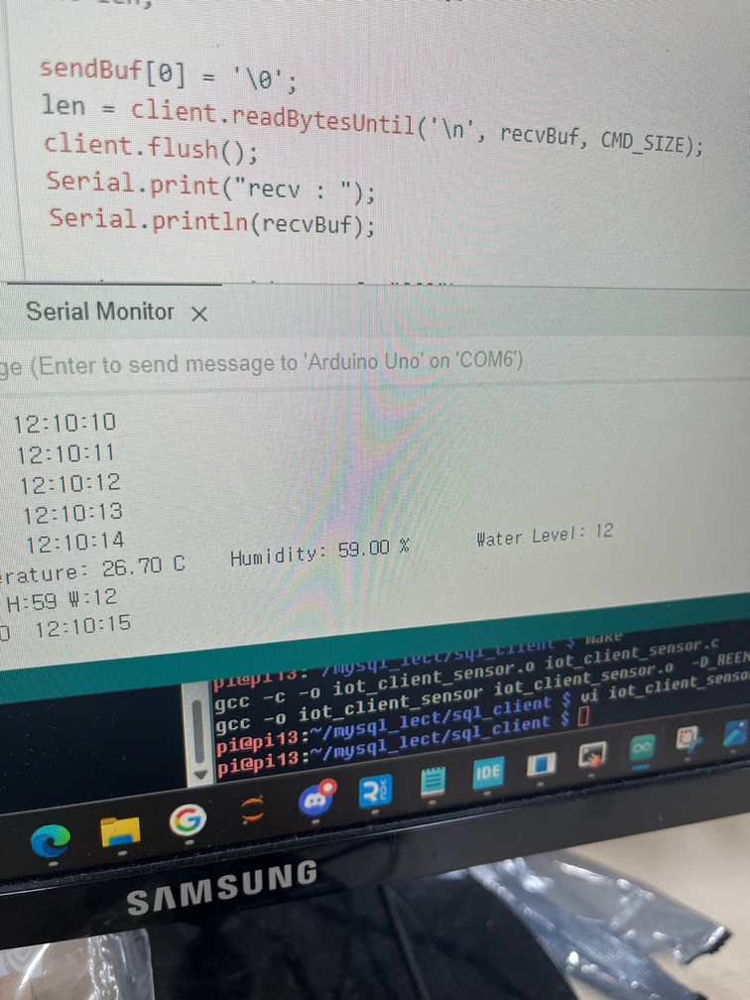 sendBuf[0] = '\0';
len = client.readBytesUntil('\n', recvBuf, CMD_SIZE);
client.flush();
Serial.print("recv : ");
Serial.println(recvBuf);
Serial Monitor ×
ge (Enter to send message to 'Arduino Uno' on 'COM6')
12:10:10
12:10:11
12:10:12
12:10:13
12:10:14
erature: 26.70 C Humidity: 59.00 % Water Level: 12
H:59 W:12
12:10:15
pi@pi13: /mysql_lect/sql_client $ make
gcc -c -o iot_client_sensor.o iot_client_sensor.c
gcc -o iot_client_sensor iot_client_sensor.o -D_REEN
pi@pi13:~/mysql_lect/sql_client $ vi iot_client_senso
pi@pi13:~/mysql_lect/sql_client $
IDE
SAMSUNG